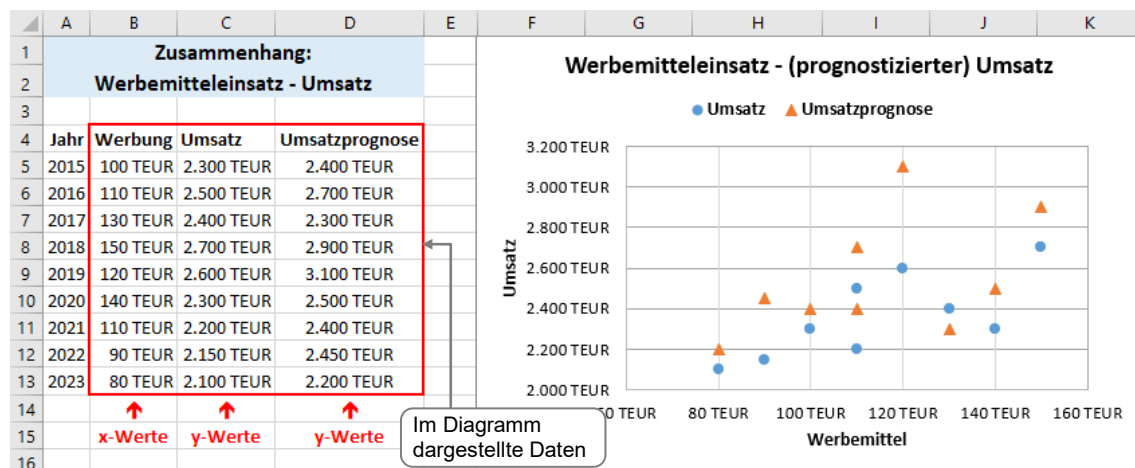 A B C D E F G H I J K
1 Zusammenhang:
2 Werbemitteleinsatz - Umsatz
3
4 Jahr Werbung Umsatz Umsatzprognose
5 2015 100 TEUR 2.300 TEUR 2.400 TEUR
6 2016 110 TEUR 2.500 TEUR 2.700 TEUR
7 2017 130 TEUR 2.400 TEUR 2.300 TEUR
8 2018 150 TEUR 2.700 TEUR 2.900 TEUR
9 2019 120 TEUR 2.600 TEUR 3.100 TEUR
10 2020 140 TEUR 2.300 TEUR 2.500 TEUR
11 2021 110 TEUR 2.200 TEUR 2.400 TEUR
12 2022 90 TEUR 2.150 TEUR 2.450 TEUR
13 2023 80 TEUR 2.100 TEUR 2.200 TEUR
14
15 x-Werte y-Werte y-Werte
16
Im Diagramm
dargestellte Daten
Werbemitteleinsatz - (prognostizierter) Umsatz
Umsatz Umsatzprognose
3.200 TEUR
3.000 TEUR
2.800 TEUR
2.600 TEUR
2.400 TEUR
2.200 TEUR
2.000 TEUR
Umsatz
0 TEUR 80 TEUR 100 TEUR 120 TEUR 140 TEUR 160 TEUR
Werbemittel